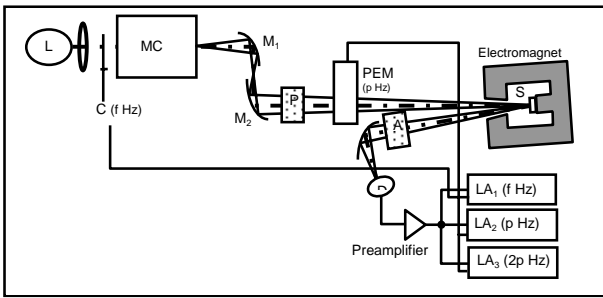 L
MC
M1
C (f Hz)
M2
P
PEM
(p Hz)
Electromagnet
S
A
D
Preamplifier
LA1 (f Hz)
LA2 (p Hz)
LA3 (2p Hz)